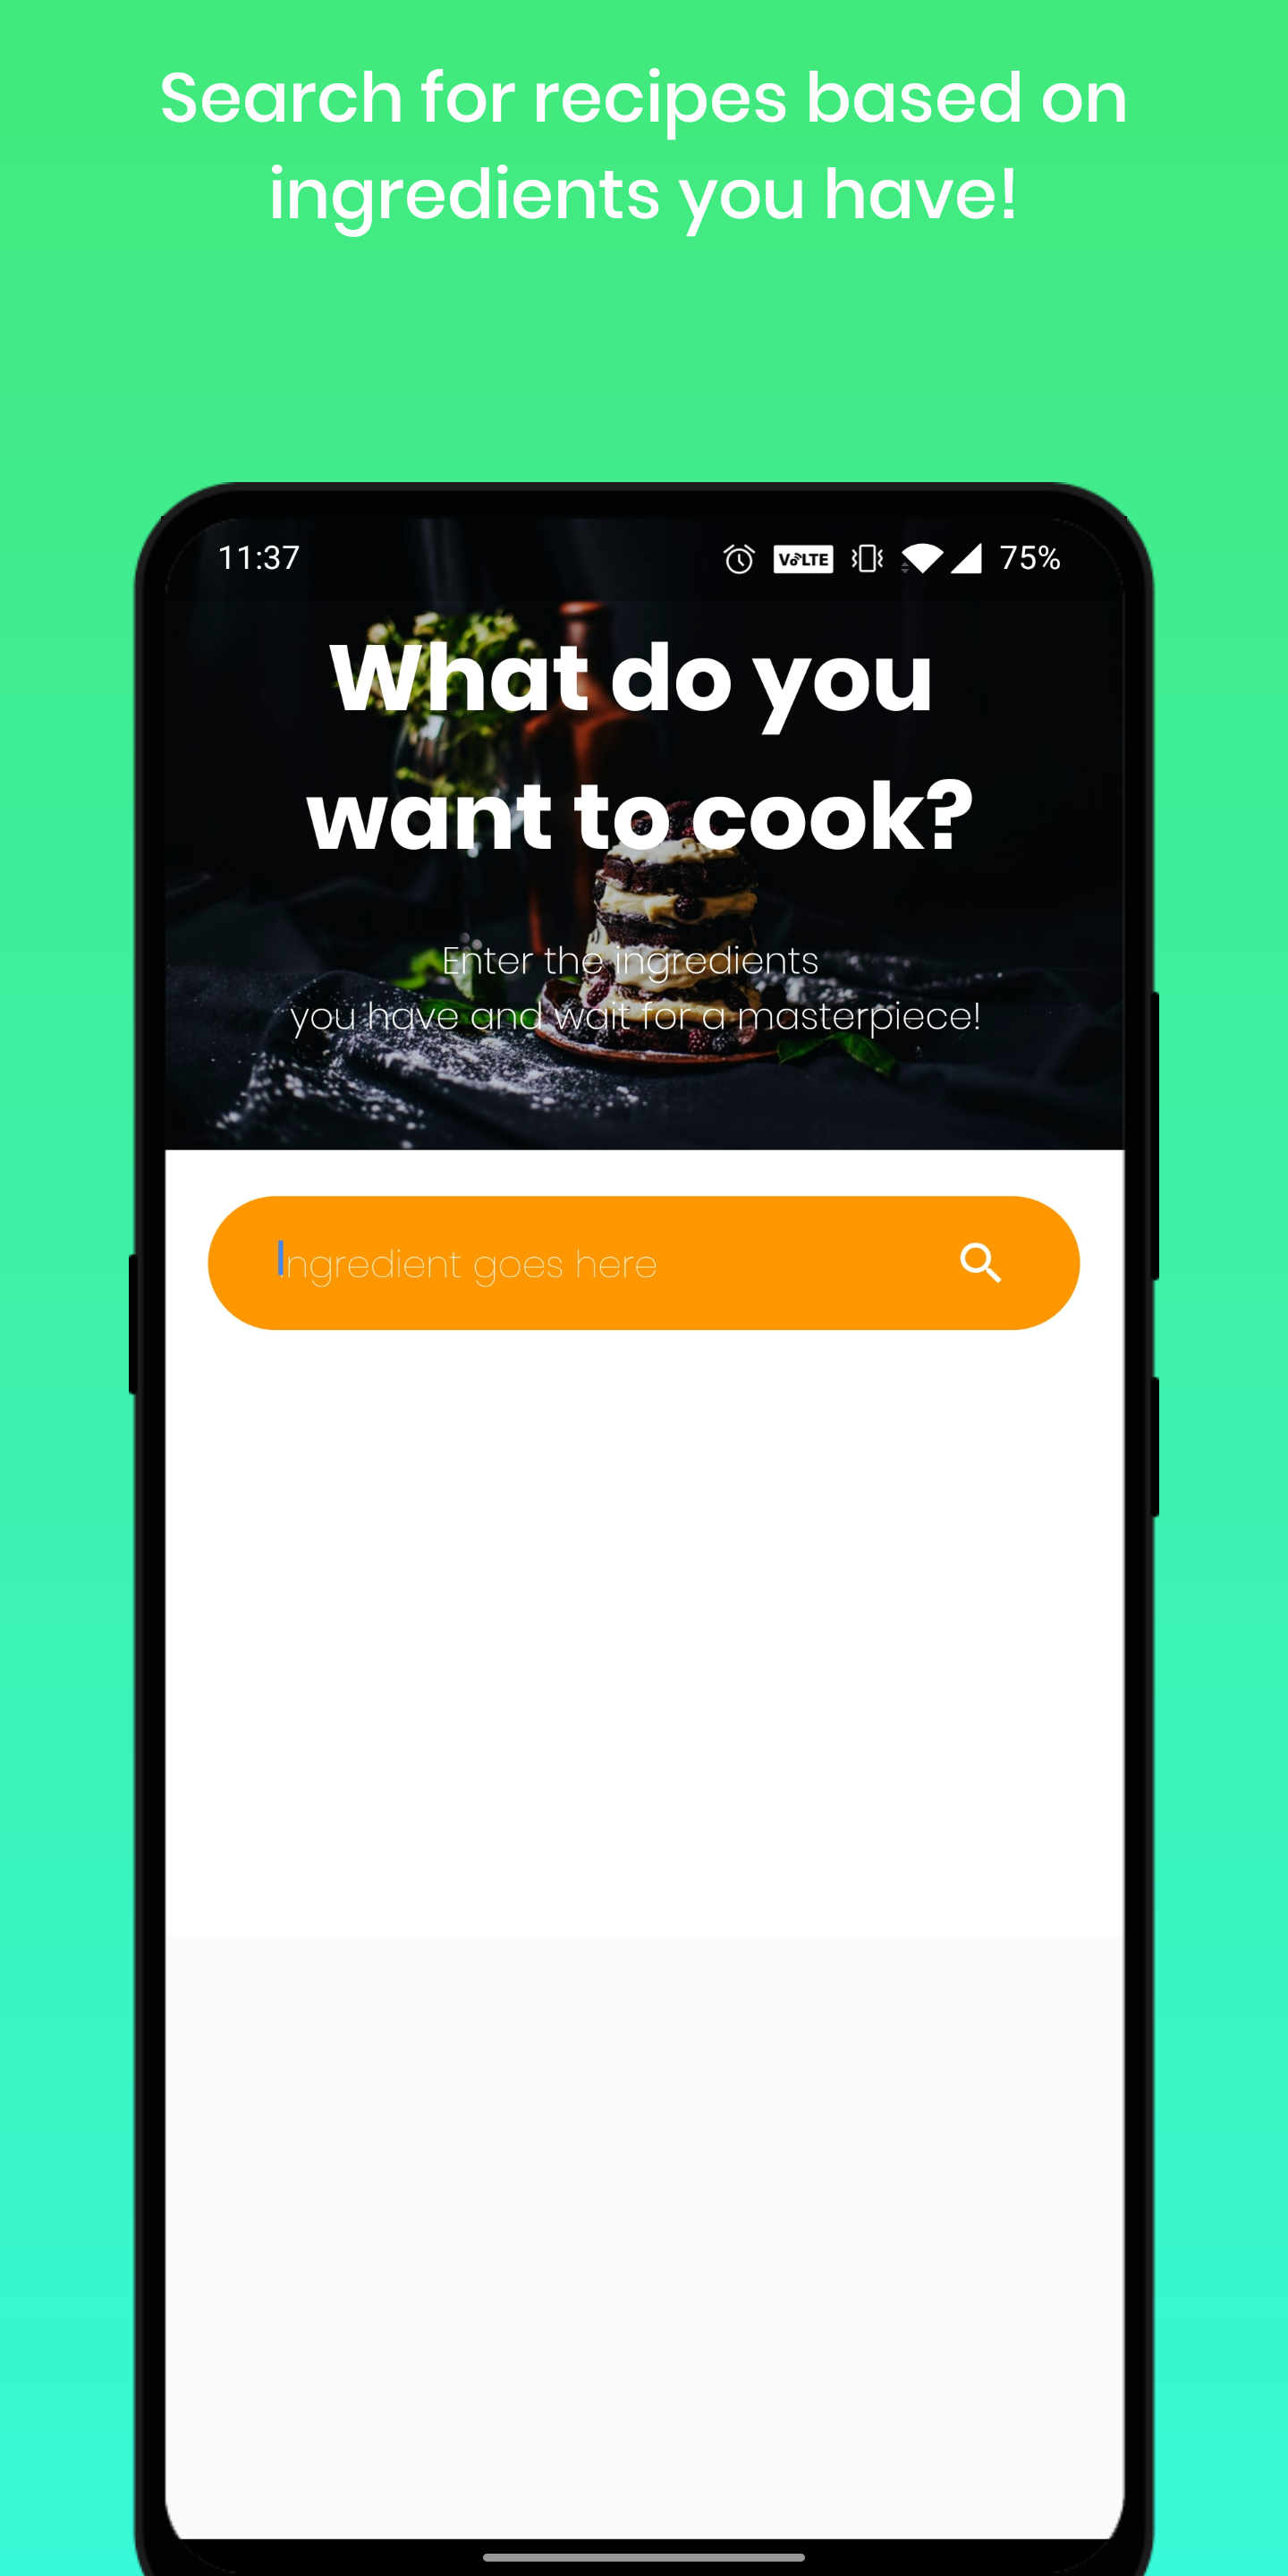 Search for recipes based on
ingredients you have!
11:37 VoLTE 75%
What do you
want to cook?
Enter the ingredients
you have and wait for a masterpiece!
Ingredient goes here